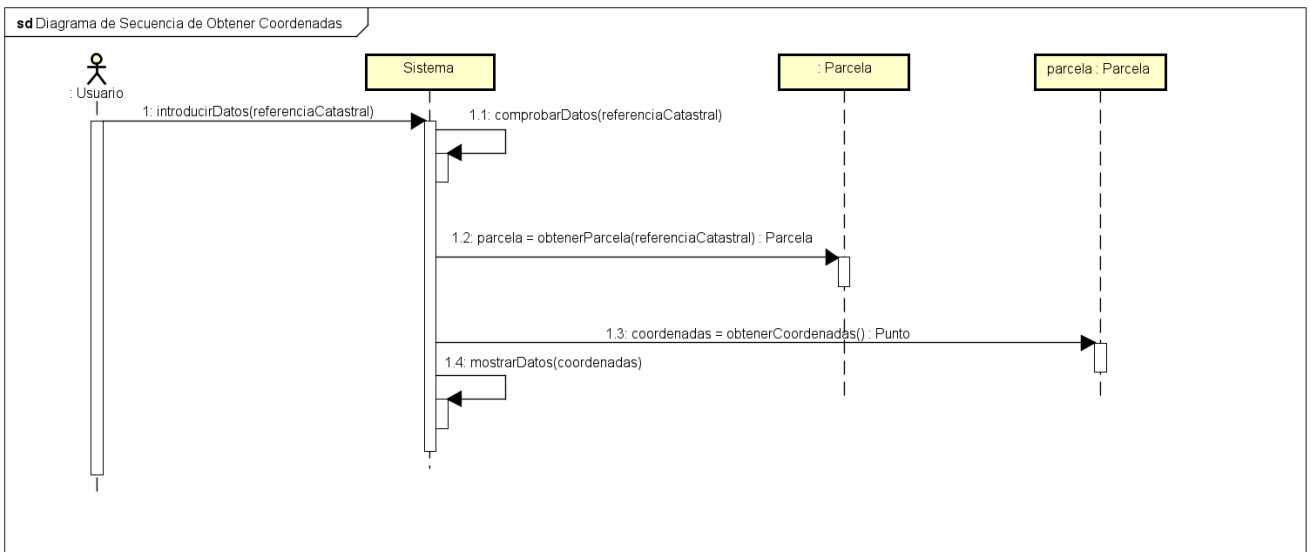 sd Diagrama de Secuencia de Obtener Coordenadas
: Usuario
Sistema
: Parcela
parcela : Parcela
1: introducirDatos(referenciaCatastral)
1.1: comprobarDatos(referenciaCatastral)
1.2: parcela = obtenerParcela(referenciaCatastral) : Parcela
1.3: coordenadas = obtenerCoordenadas() : Punto
1.4: mostrarDatos(coordenadas)